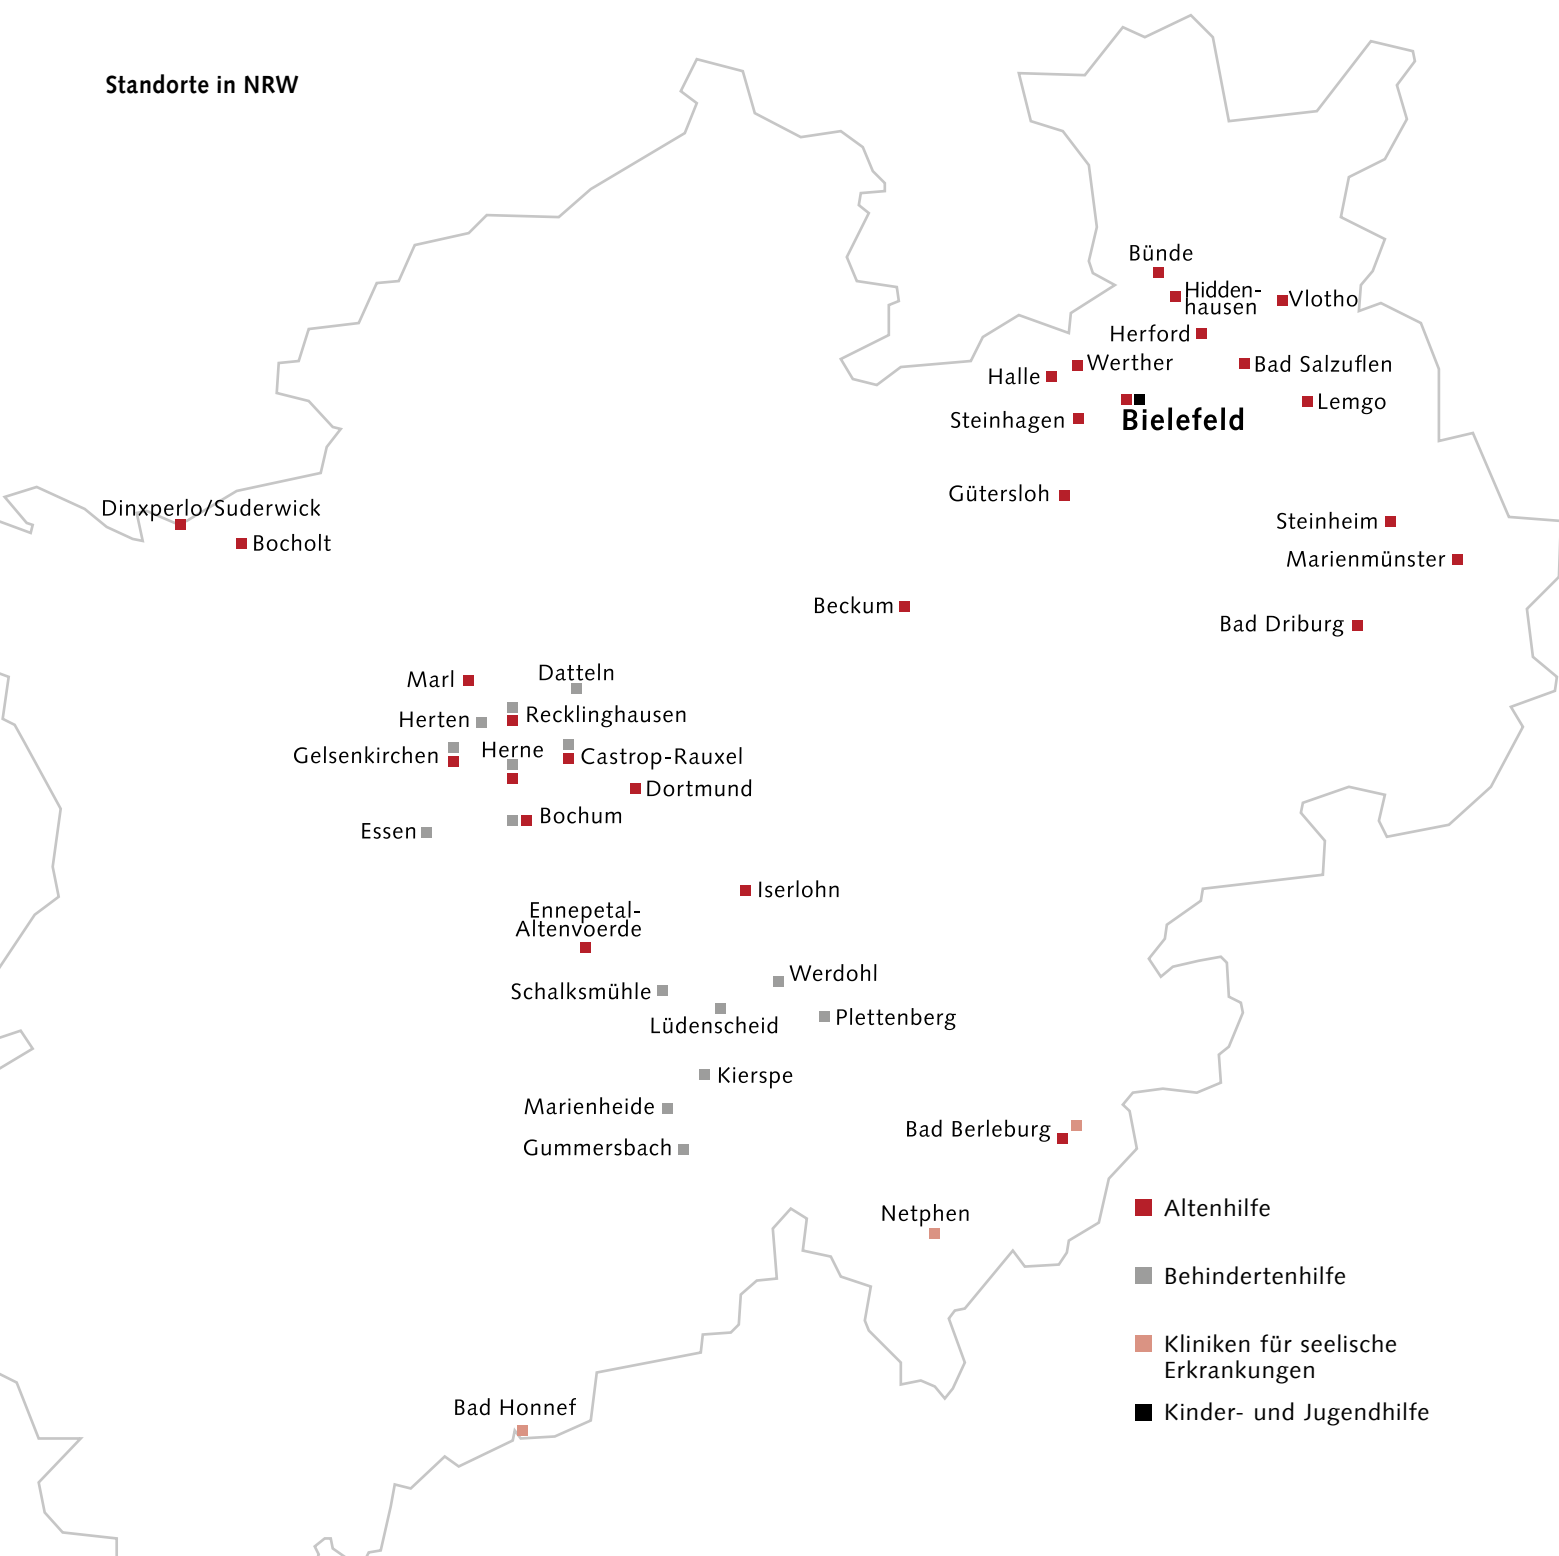 Standorte in NRW
Bünde
Hidden-
hausen
Vlotho
Herford
Werther
Bad Salzuflen
Halle
Lemgo
Steinhagen
Bielefeld
Gütersloh
Dinxperlo/Suderwick
Steinheim
Bocholt
Marienmünster
Beckum
Bad Driburg
Datteln
Marl
Recklinghausen
Herten
Herne
Gelsenkirchen
Castrop-Rauxel
Dortmund
Bochum
Essen
Iserlohn
Ennepetal-
Altenvoerde
Werdohl
Schalksmühle
Plettenberg
Lüdenscheid
Kierspe
Marienheide
Bad Berleburg
Gummersbach
Netphen
Altenhilfe
Behindertenhilfe
Kliniken für seelische
Erkrankungen
Bad Honnef
Kinder- und Jugendhilfe